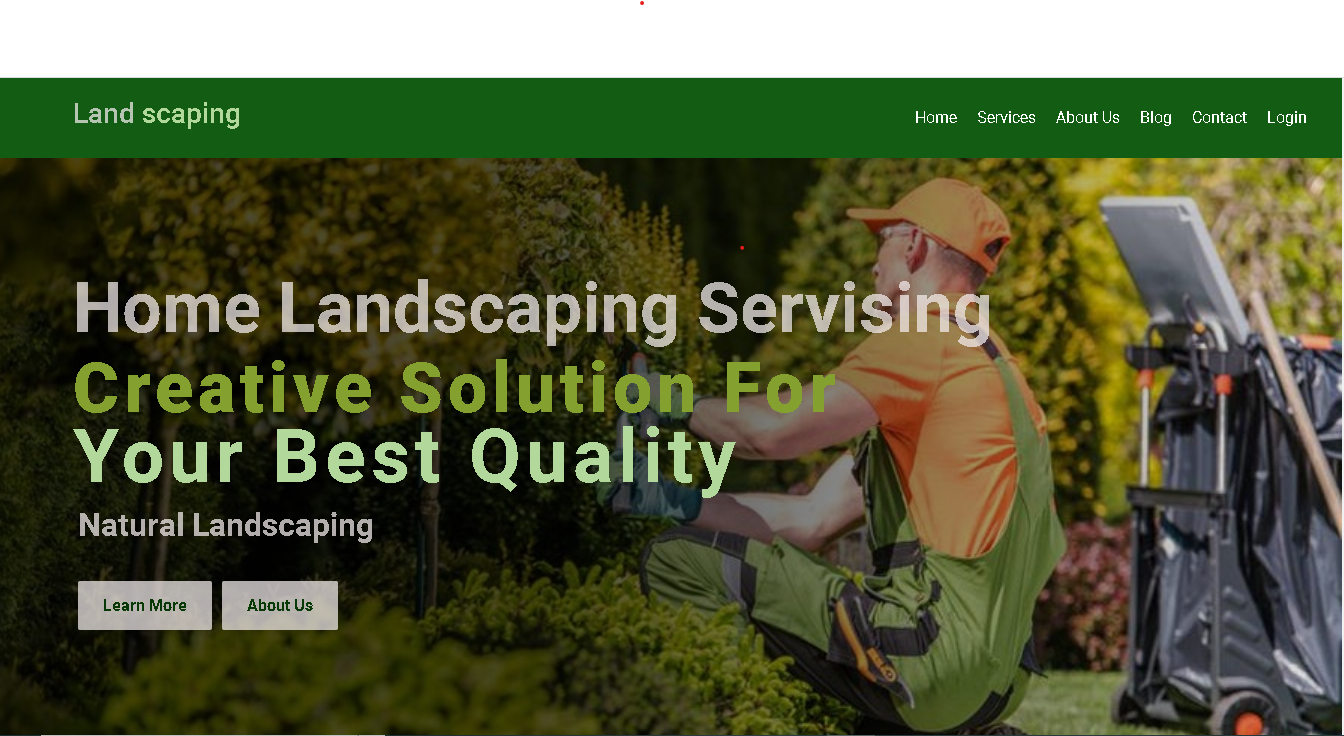 Land scaping
Home Services About Us Blog Contact Login
Home Landscaping Servising
Creative Solution For
Your Best Quality
Natural Landscaping
Learn More About Us